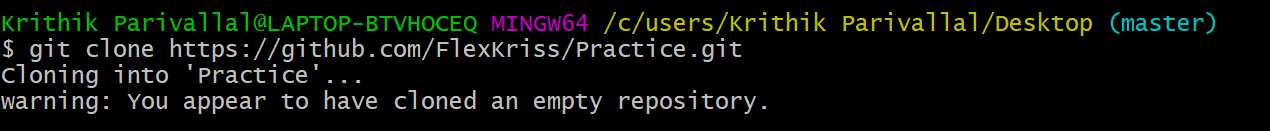 Krithik Parivallal@LAPTOP-BTVHOCEQ MINGW64 /c/users/Krithik Parivallal/Desktop (master)
$ git clone https://github.com/FlexKriss/Practice.git
Cloning into 'Practice'...
warning: You appear to have cloned an empty repository.